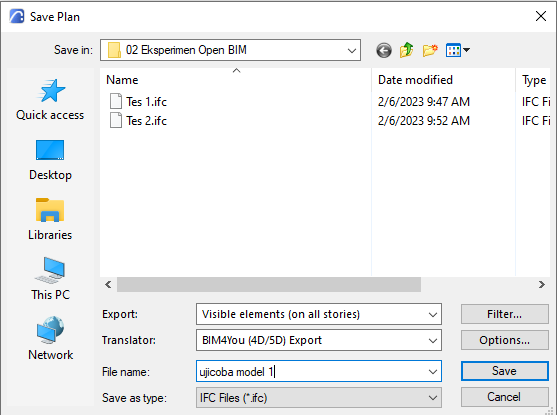 Save Plan
Save in: 02 Eksperimen Open BIM
Name Date modified Type
Tes 1.ifc 2/6/2023 9:47 AM IFC Fi
Tes 2.ifc 2/6/2023 9:52 AM IFC Fi
Quick access
Desktop
Libraries
This PC
Network
Export: Visible elements (on all stories) Filter...
Translator: BIM4You (4D/5D) Export Options...
File name: ujicoba model 1 Save
Save as type: IFC Files (*.ifc) Cancel